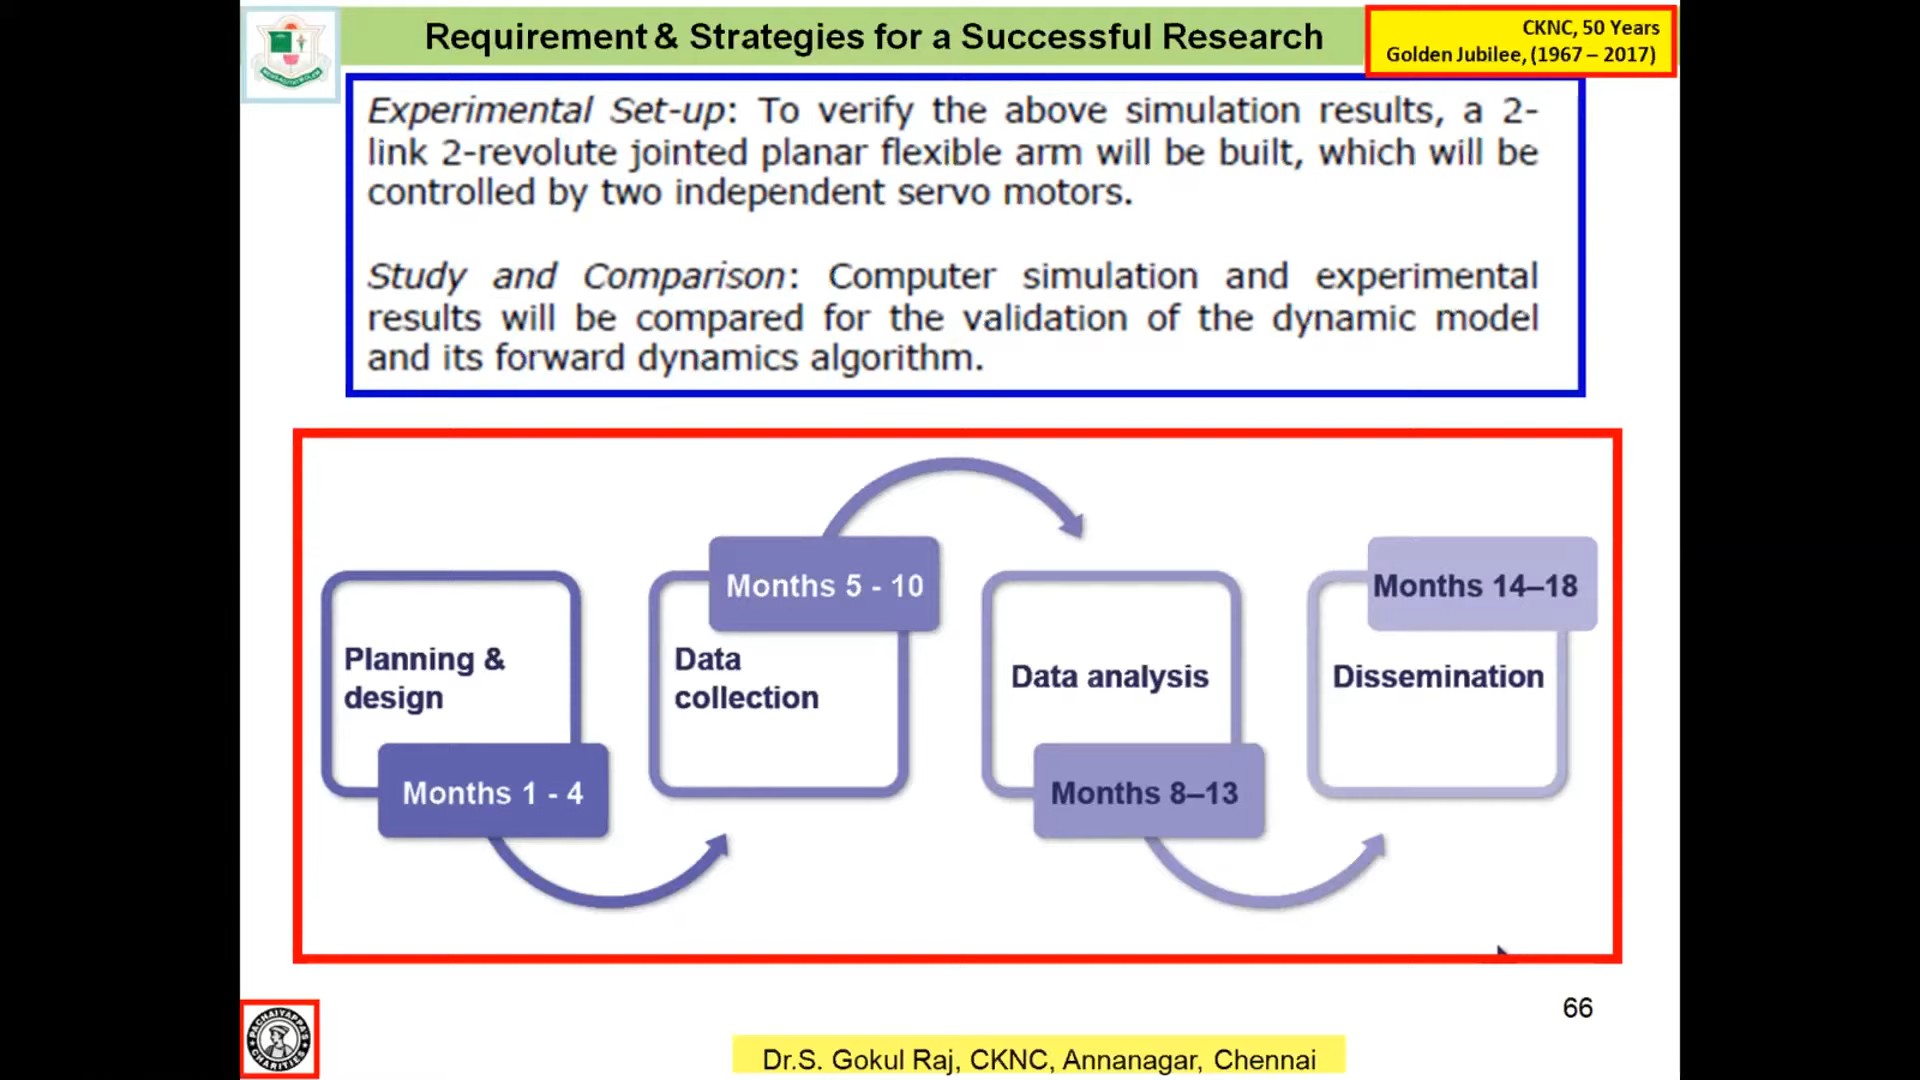 Requirement & Strategies for a Successful Research
CKNC, 50 Years
Golden Jubilee, (1967 – 2017)
Experimental Set-up: To verify the above simulation results, a 2-
link 2-revolute jointed planar flexible arm will be built, which will be
controlled by two independent servo motors.
Study and Comparison: Computer simulation and experimental
results will be compared for the validation of the dynamic model
and its forward dynamics algorithm.
Planning &
design
Months 1 - 4
Months 5 - 10
Data
collection
Data analysis
Months 8–13
Months 14–18
Dissemination
66
PACHAIYAPPA'S
CHARITIES
Dr.S. Gokul Raj, CKNC, Annanagar, Chennai